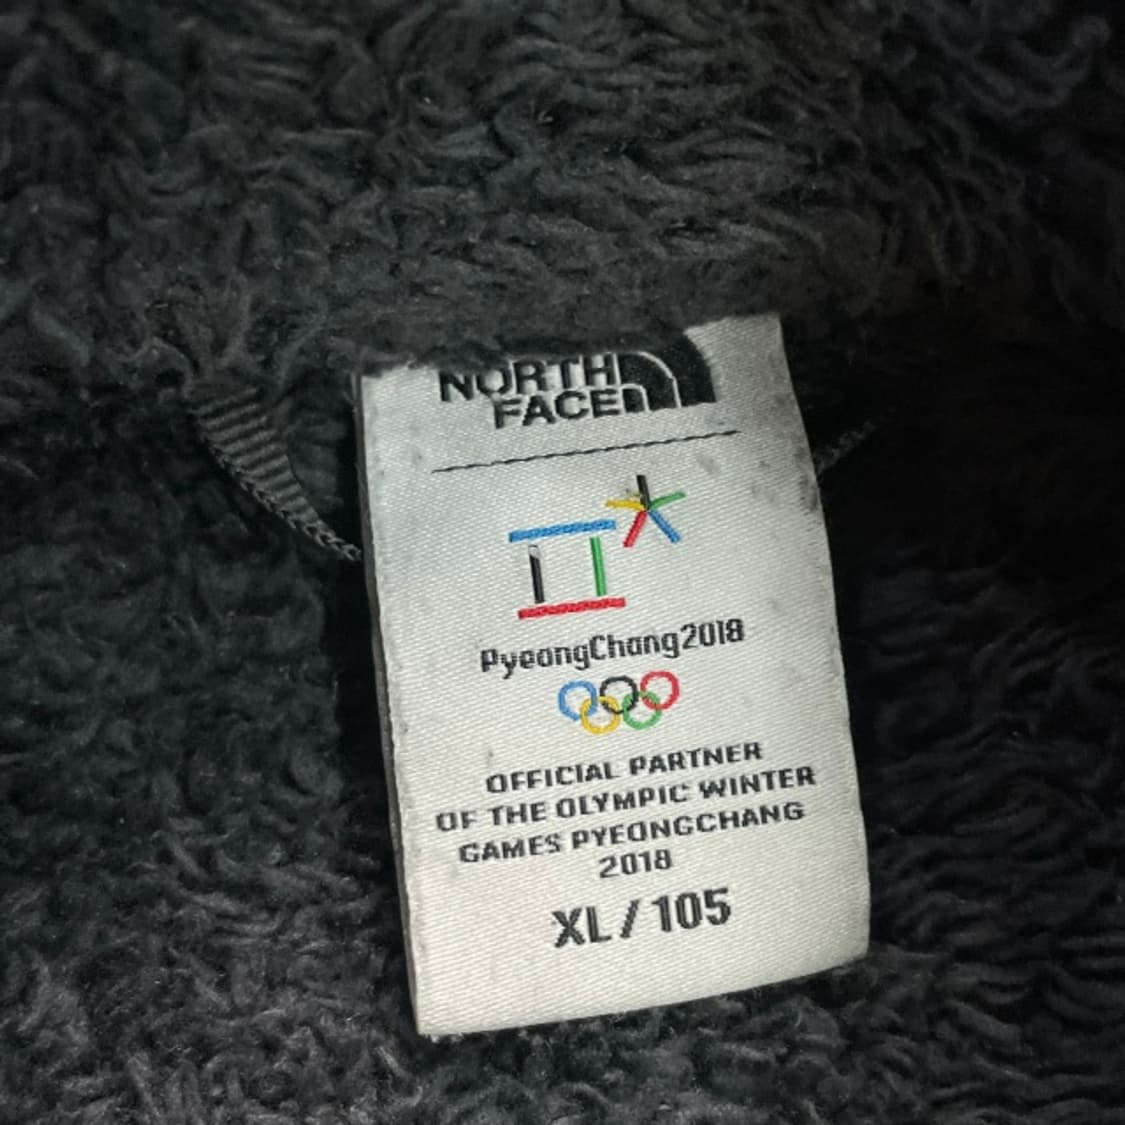 NORTH
FACE
PyeongChang2018
OFFICIAL PARTNER
OF THE OLYMPIC WINTER
GAMES PYEONGCHANG
2018
XL/105